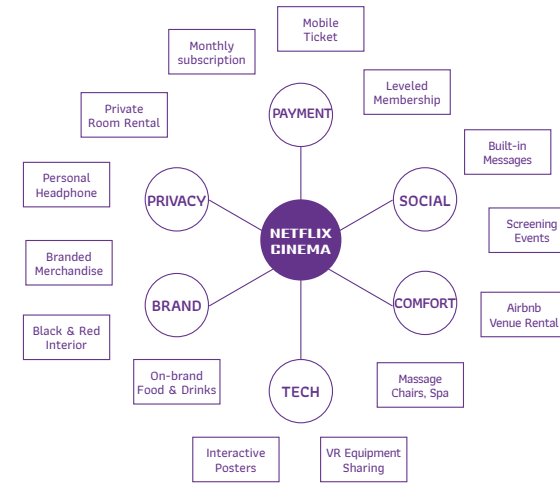 Mobile
Ticket
Monthly
subscription
Leveled
Membership
PAYMENT
Private
Room Rental
Built-in
Messages
Personal
Headphone
PRIVACY
SOCIAL
Screening
Events
NETFLIX
CINEMA
Branded
Merchandise
BRAND
COMFORT
Airbnb
Venue Rental
Black & Red
Interior
On-brand
Food & Drinks
TECH
Massage
Chairs, Spa
Interactive
Posters
VR Equipment
Sharing